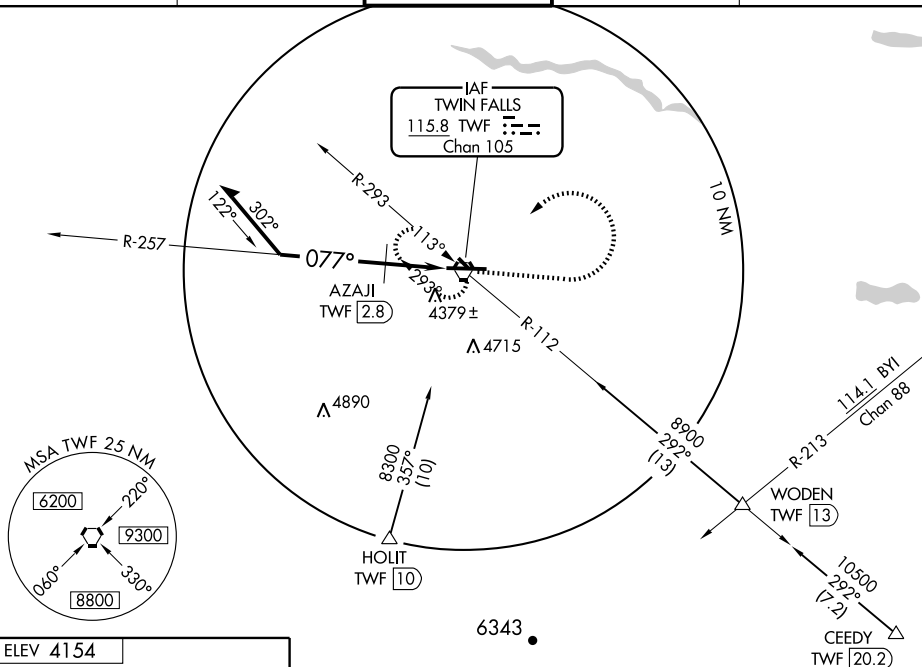 IAF
TWIN FALLS
115.8 TWF
Chan 105
10 NM
R-293
122°
302°
R-257
077°
113°
293°
AZAJI
TWF 2.8
4379 ±
R-112
4715
4890
114.1 BYI
Chan 88
R-213
8900
292°
(13)
8300
357°
(10)
WODEN
TWF 13
HOLIT
TWF 10
MSA TWF 25 NM
6200
220°
9300
060°
330°
8800
10500
292°
(7.2)
6343
CEEDY
TWF 20.2
ELEV 4154